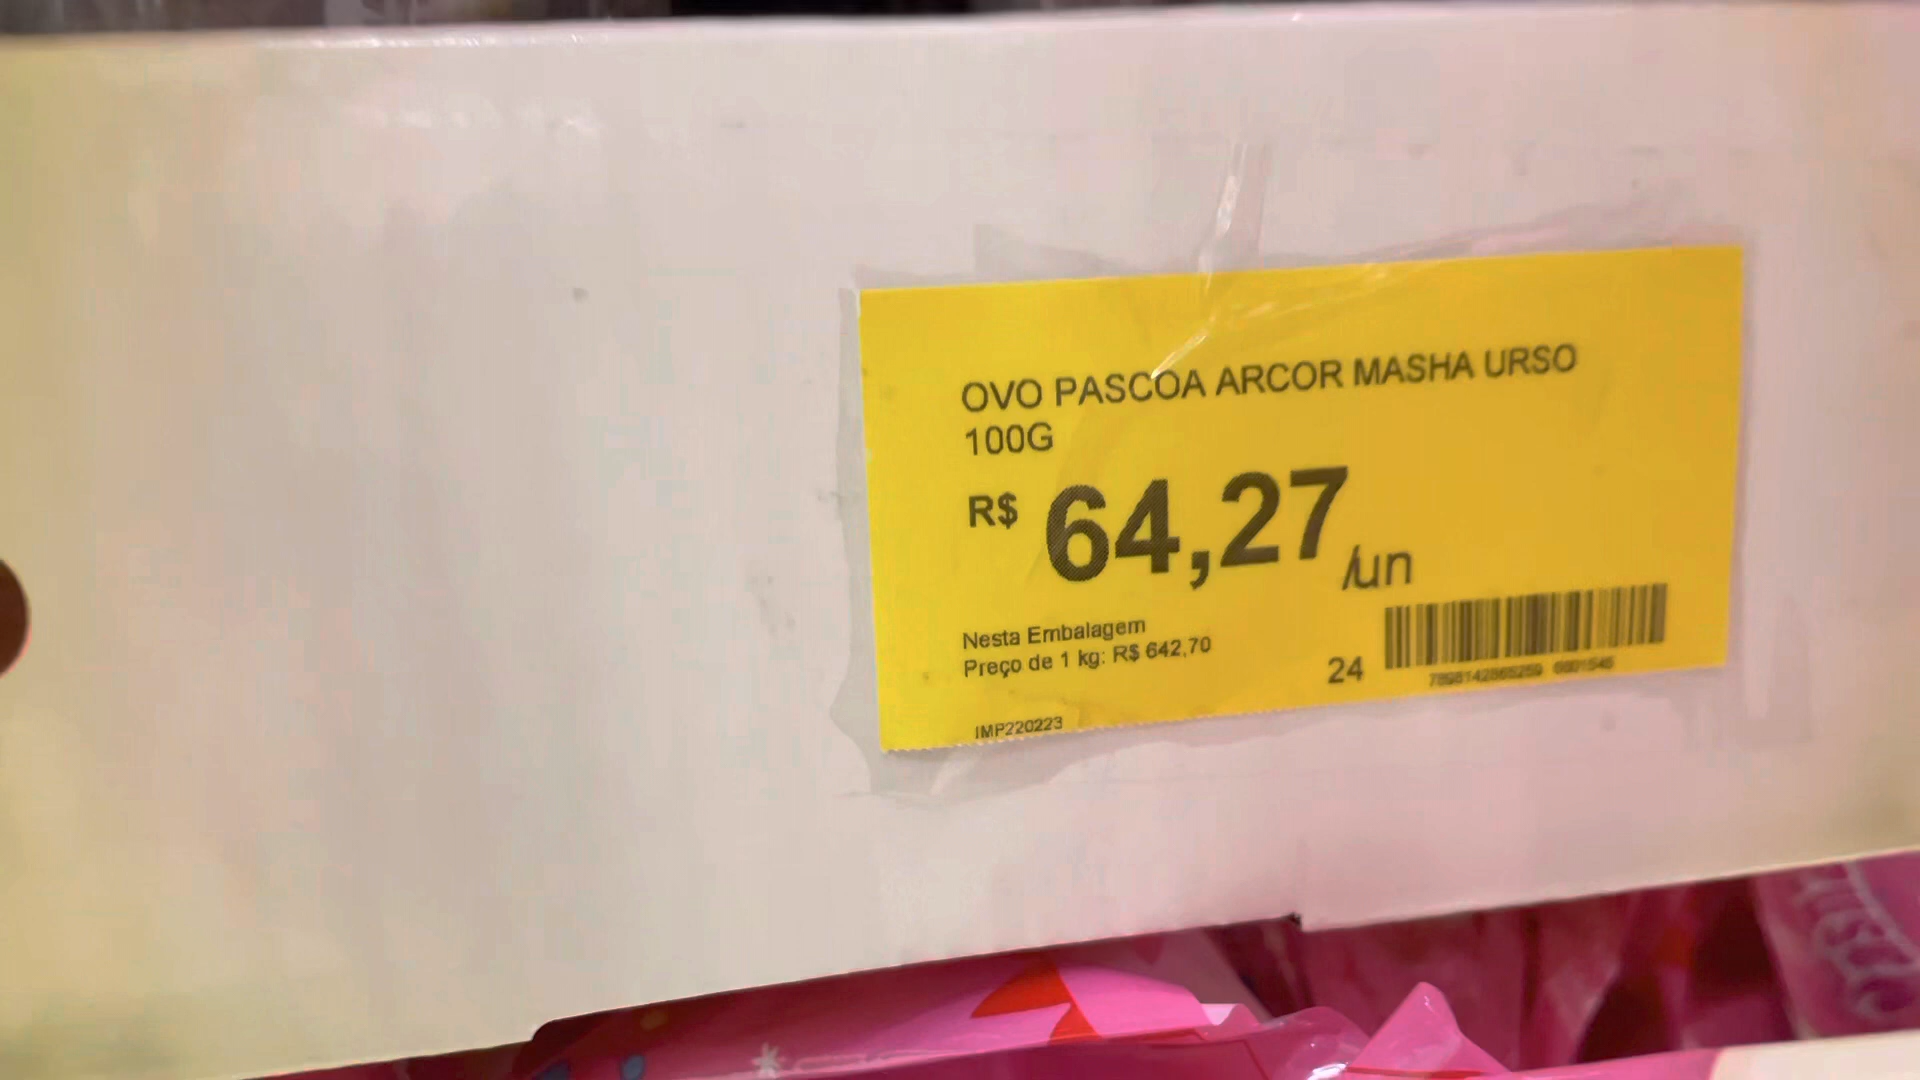 OVO PASCOA ARCOR MASHA URSO
100G
R$ 64,27 /un
Nesta Embalagem
Preço de 1 kg: R$ 642,70
24
IMP220223